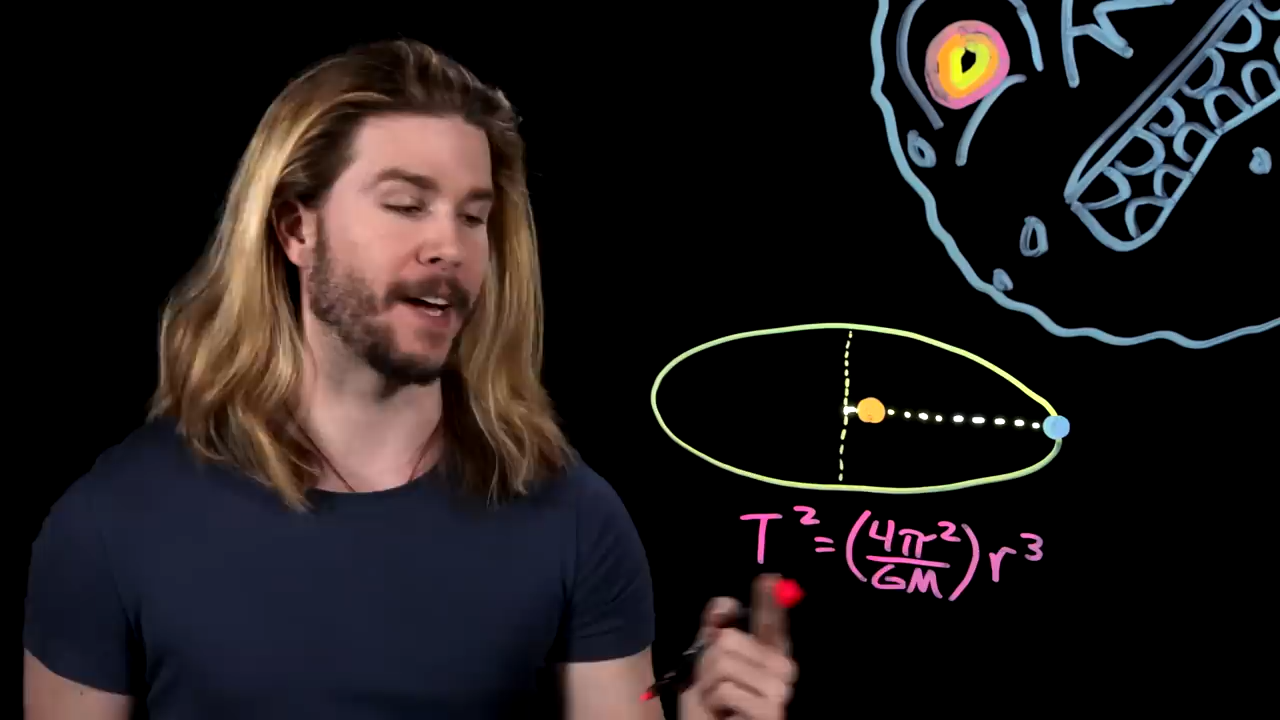 T² = (4π²/GM) r³